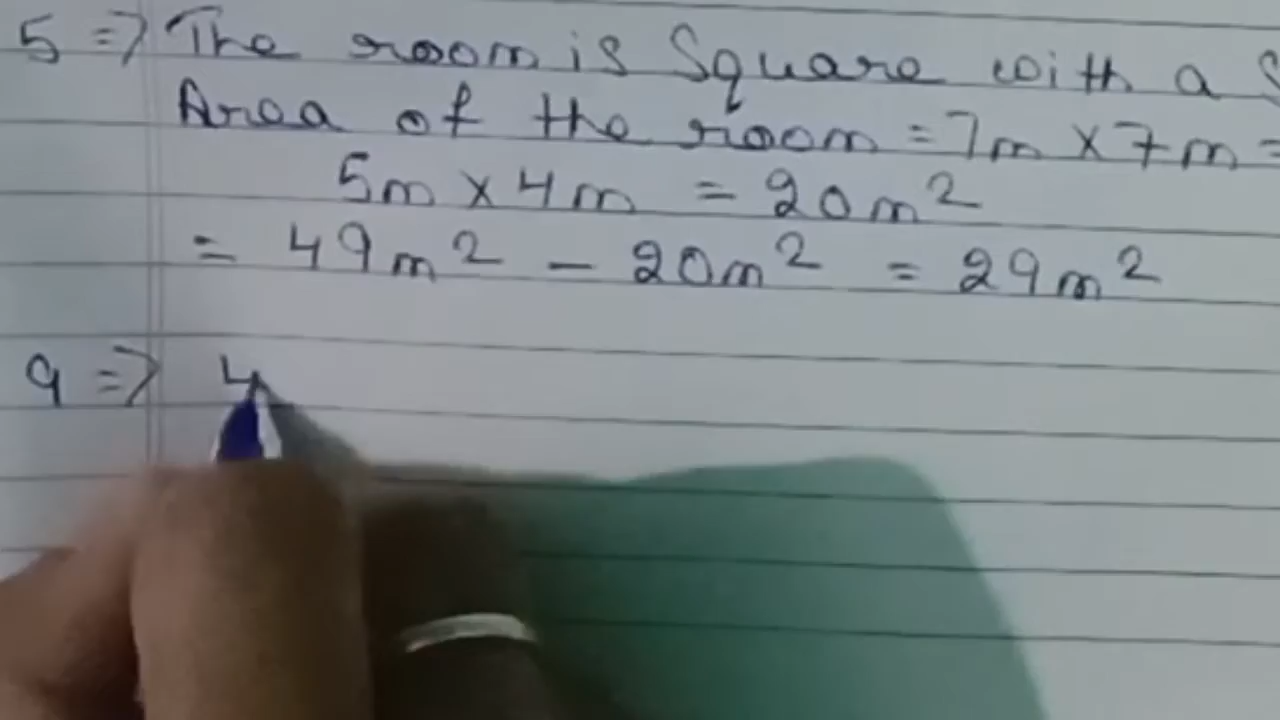 5 => The room is Square with a S
Area of the room = 7m x 7m =
5m x 4m = 20m²
= 49m² - 20m² = 29m²
9 => 4